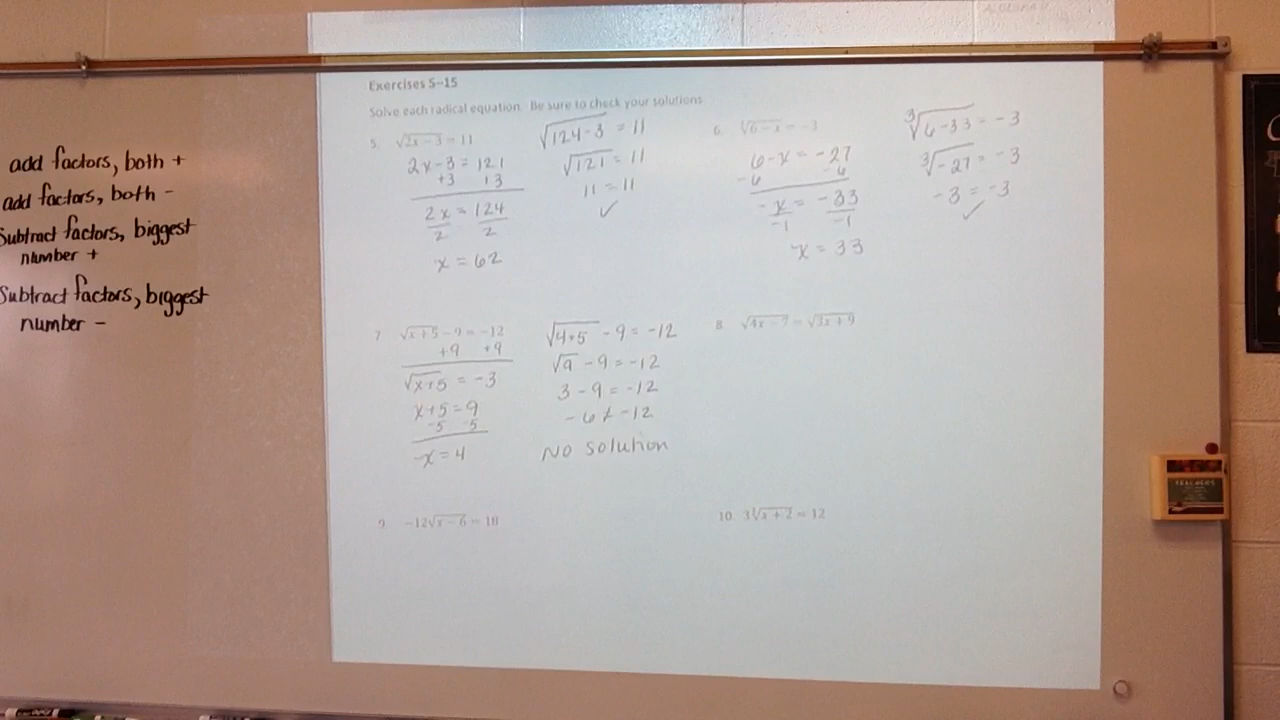 add factors, both +
add factors, both -
Subtract factors, biggest
number +
Subtract factors, biggest
number -
Exercises 5–15
Solve each radical equation. Be sure to check your solutions.
5. √2x − 3 = 11
2x-3 = 121
+3 +3
2x = 124
2 2
x = 62
√124-3 = 11
√121 = 11
11 = 11
✓
6. ∛6 − x = −3
6-x = -27
-6 -6
-x = -33
-1 -1
x = 33
∛6-33 = -3
∛-27 = -3
-3 = -3
✓
7. √x + 5 − 9 = −12
+9 +9
√x+5 = -3
x+5 = 9
-5 -5
x = 4
√4+5 - 9 = -12
√9 - 9 = -12
3 - 9 = -12
-6 ≠ -12
No solution
8. √4x − 7 = √3x + 9
9. −12√x − 6 = 18
10. 3∛x + 2 = 12
TEACHERS